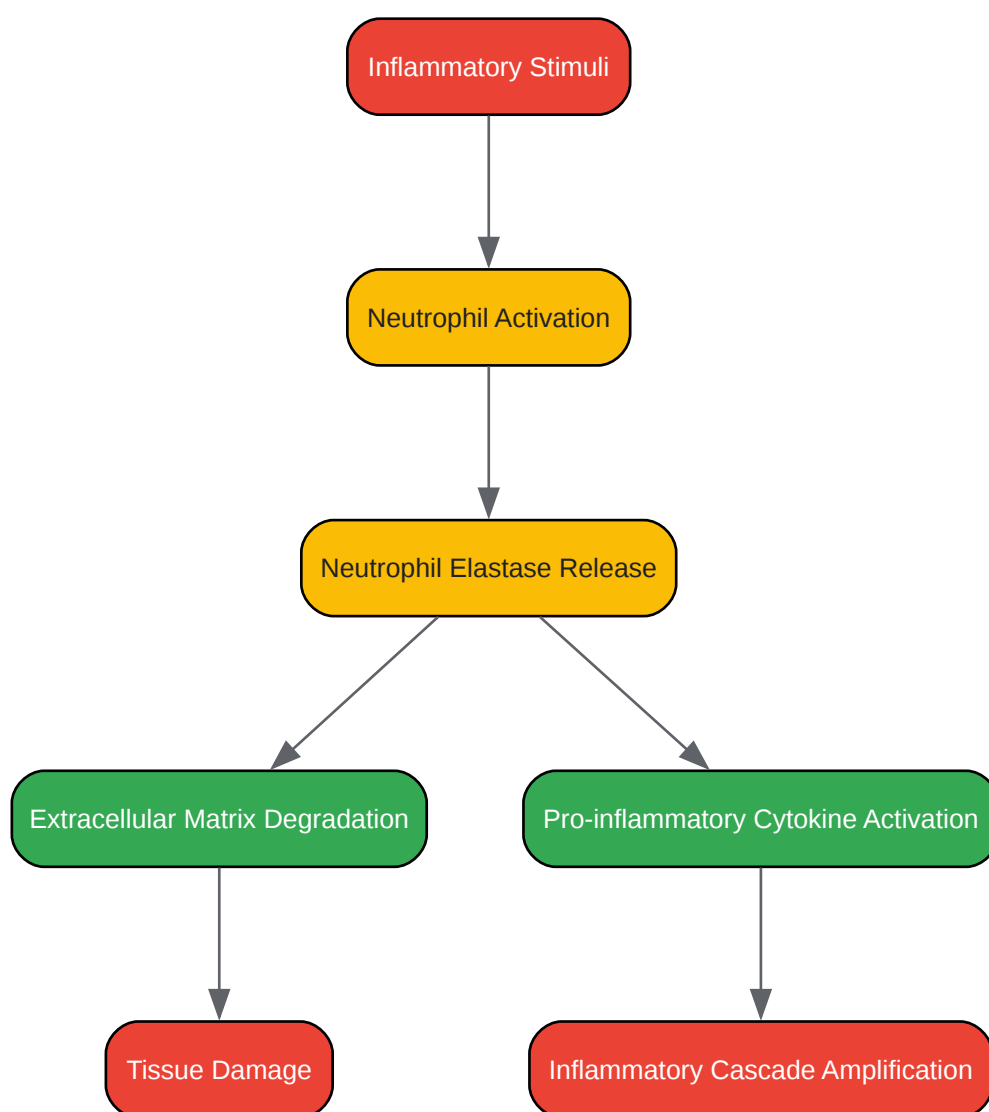 Inflammatory Stimuli
Neutrophil Activation
Neutrophil Elastase Release
Extracellular Matrix Degradation
Pro-inflammatory Cytokine Activation
Tissue Damage
Inflammatory Cascade Amplification